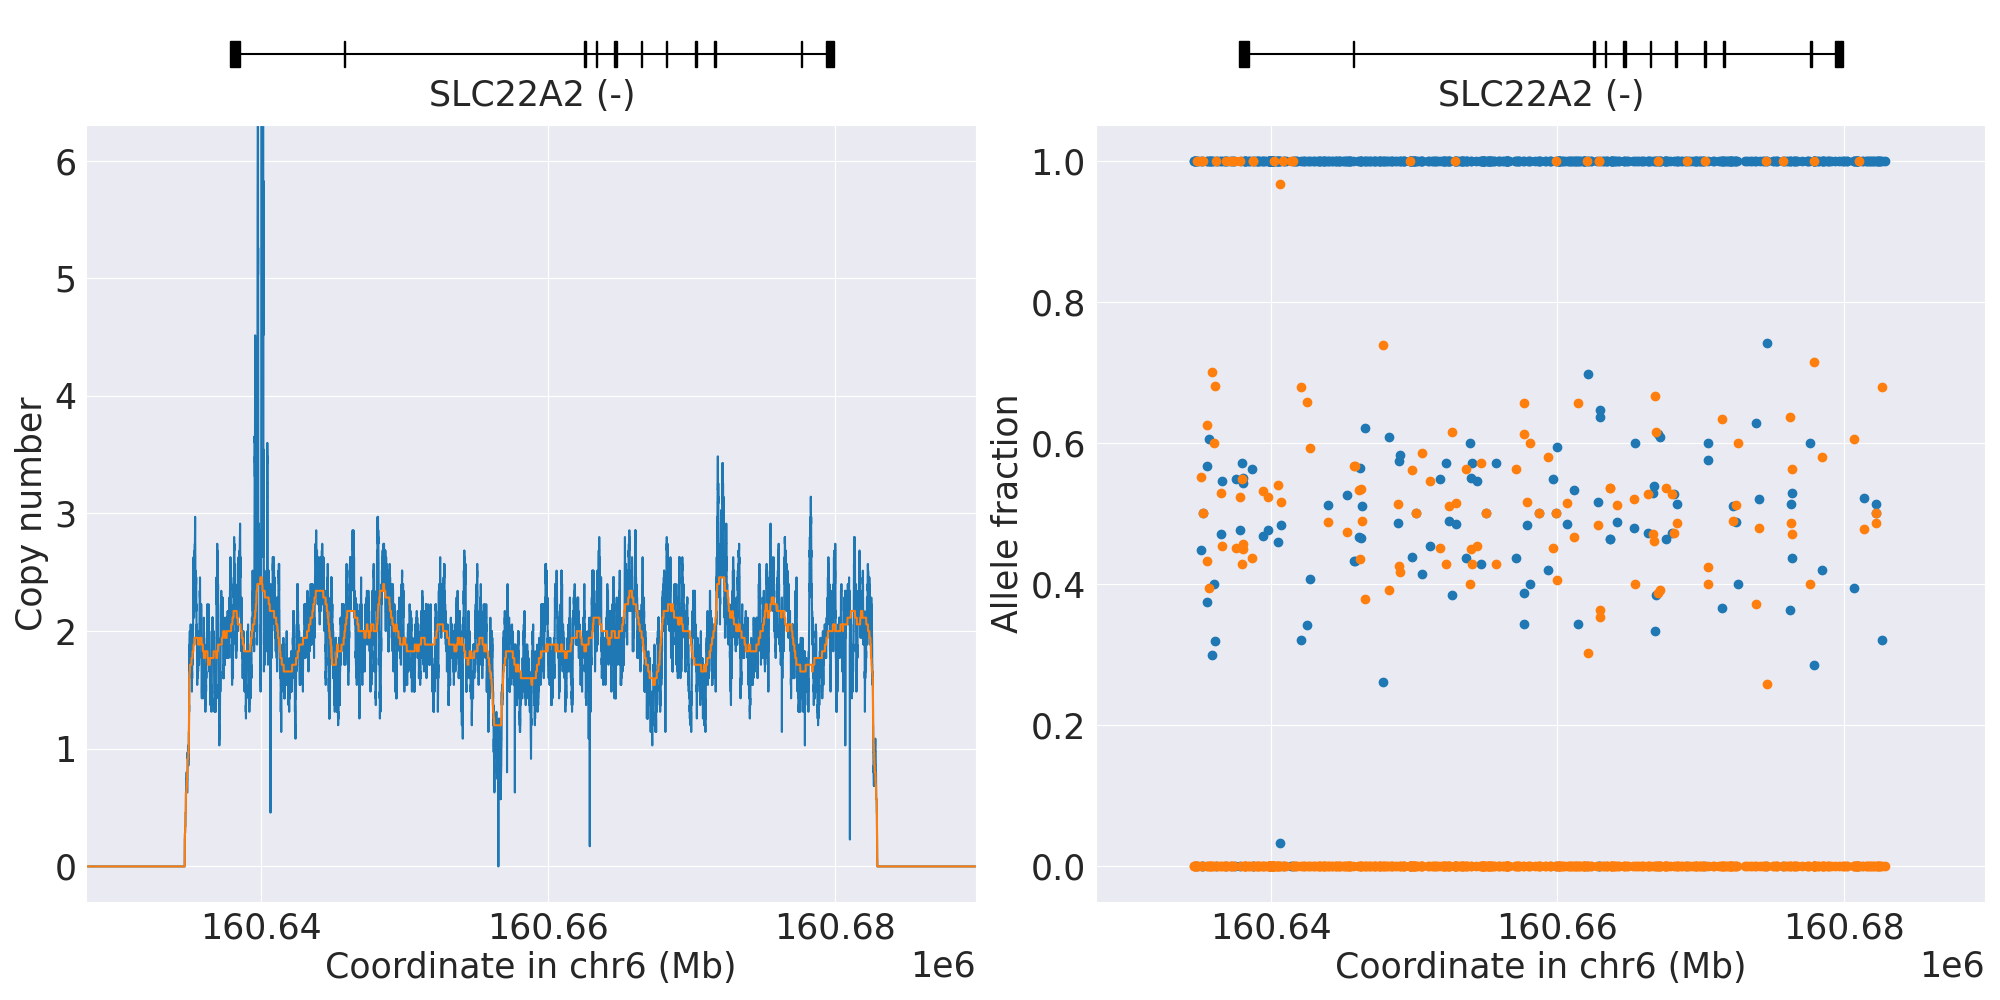 SLC22A2 (-)
6
5
4
3
2
1
0
Copy number
160.64 160.66 160.68
Coordinate in chr6 (Mb)
1e6
SLC22A2 (-)
1.0
0.8
0.6
0.4
0.2
0.0
Allele fraction
160.64 160.66 160.68
Coordinate in chr6 (Mb)
1e6